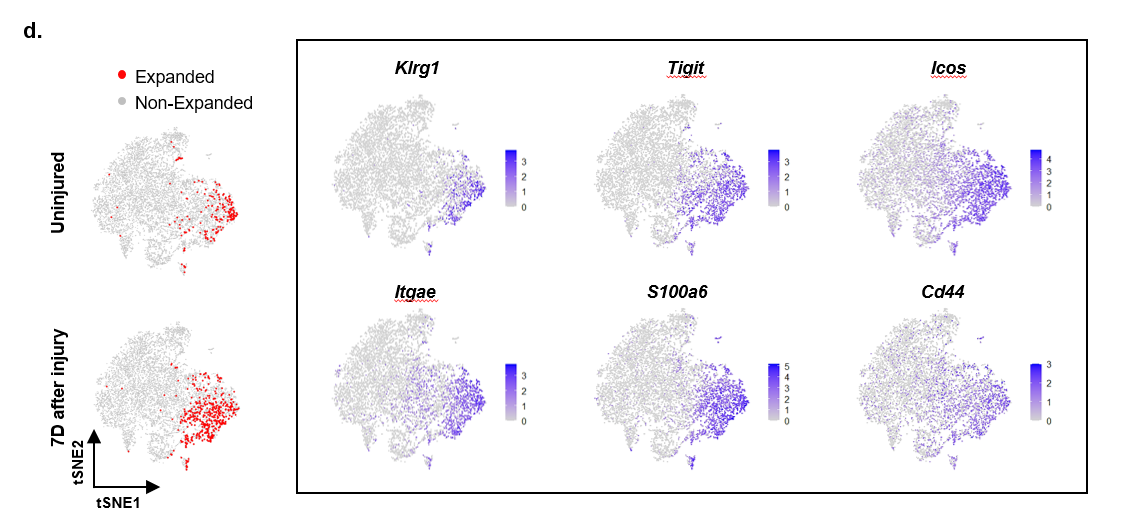 d.
Expanded
Non-Expanded
Uninjured
7D after injury
tSNE2
tSNE1
Klrg1
Tigit
Icos
3
2
1
0
3
2
1
0
4
3
2
1
0
Itgae
S100a6
Cd44
3
2
1
0
5
4
3
2
1
0
3
2
1
0